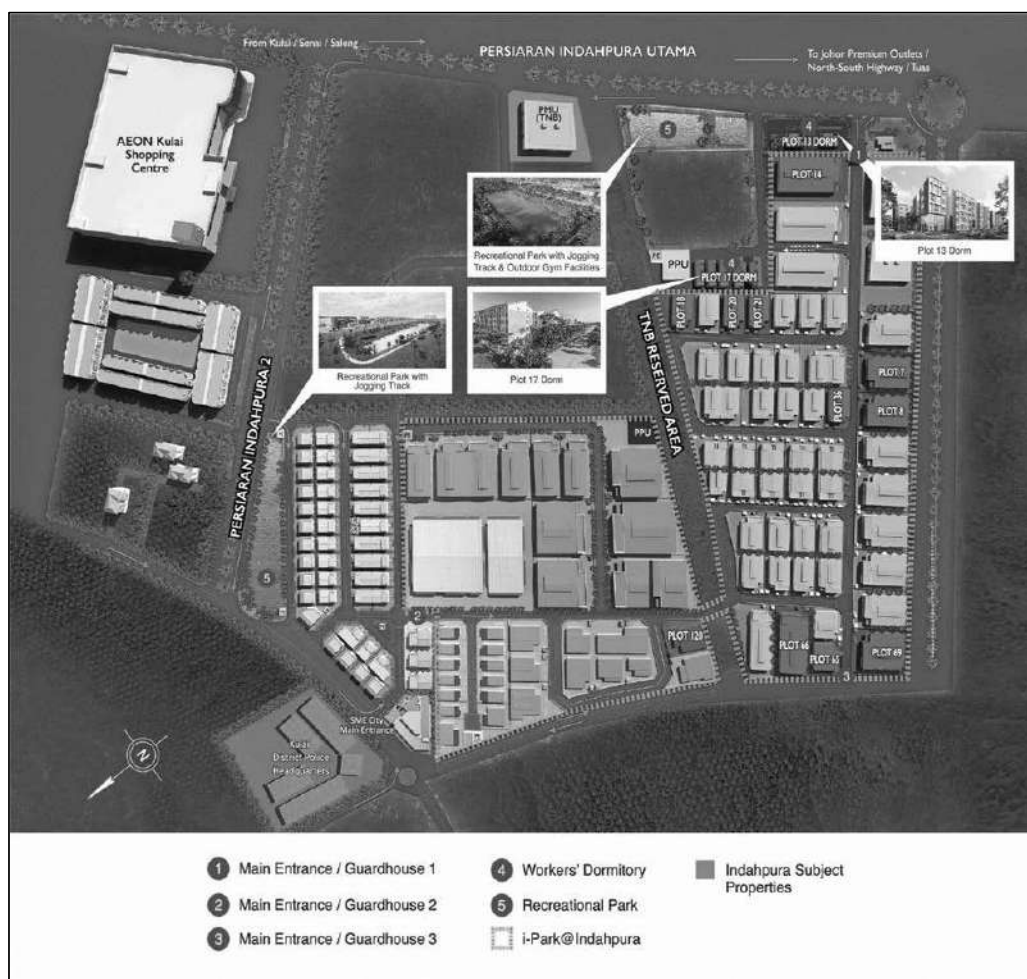 From Kulai / Senai / Saleng
PERSIARAN INDAHPURA UTAMA
To Johor Premium Outlets /
North-South Highway / Tuas
AEON Kulai
Shopping
Centre
PMU
(TNB)
5
4
PLOT 13 DORM
1
PLOT 14
Plot 13 Dorm
Recreational Park with Jogging
Track & Outdoor Gym Facilities
PPU
4
PLOT 17 DORM
Plot 17 Dorm
PLOT 18
PLOT 20
PLOT 21
Recreational Park with
Jogging Track
PERSIARAN INDAHPURA 2
TNB RESERVED AREA
PLOT 7
PLOT 8
PLOT 36
PPU
5
2
PLOT 120
PLOT 66
PLOT 65
PLOT 69
3
SME City
Main Entrance
Kulai
District Police
Headquarters
N
1 Main Entrance / Guardhouse 1
2 Main Entrance / Guardhouse 2
3 Main Entrance / Guardhouse 3
4 Workers' Dormitory
5 Recreational Park
i-Park@Indahpura
Indahpura Subject
Properties